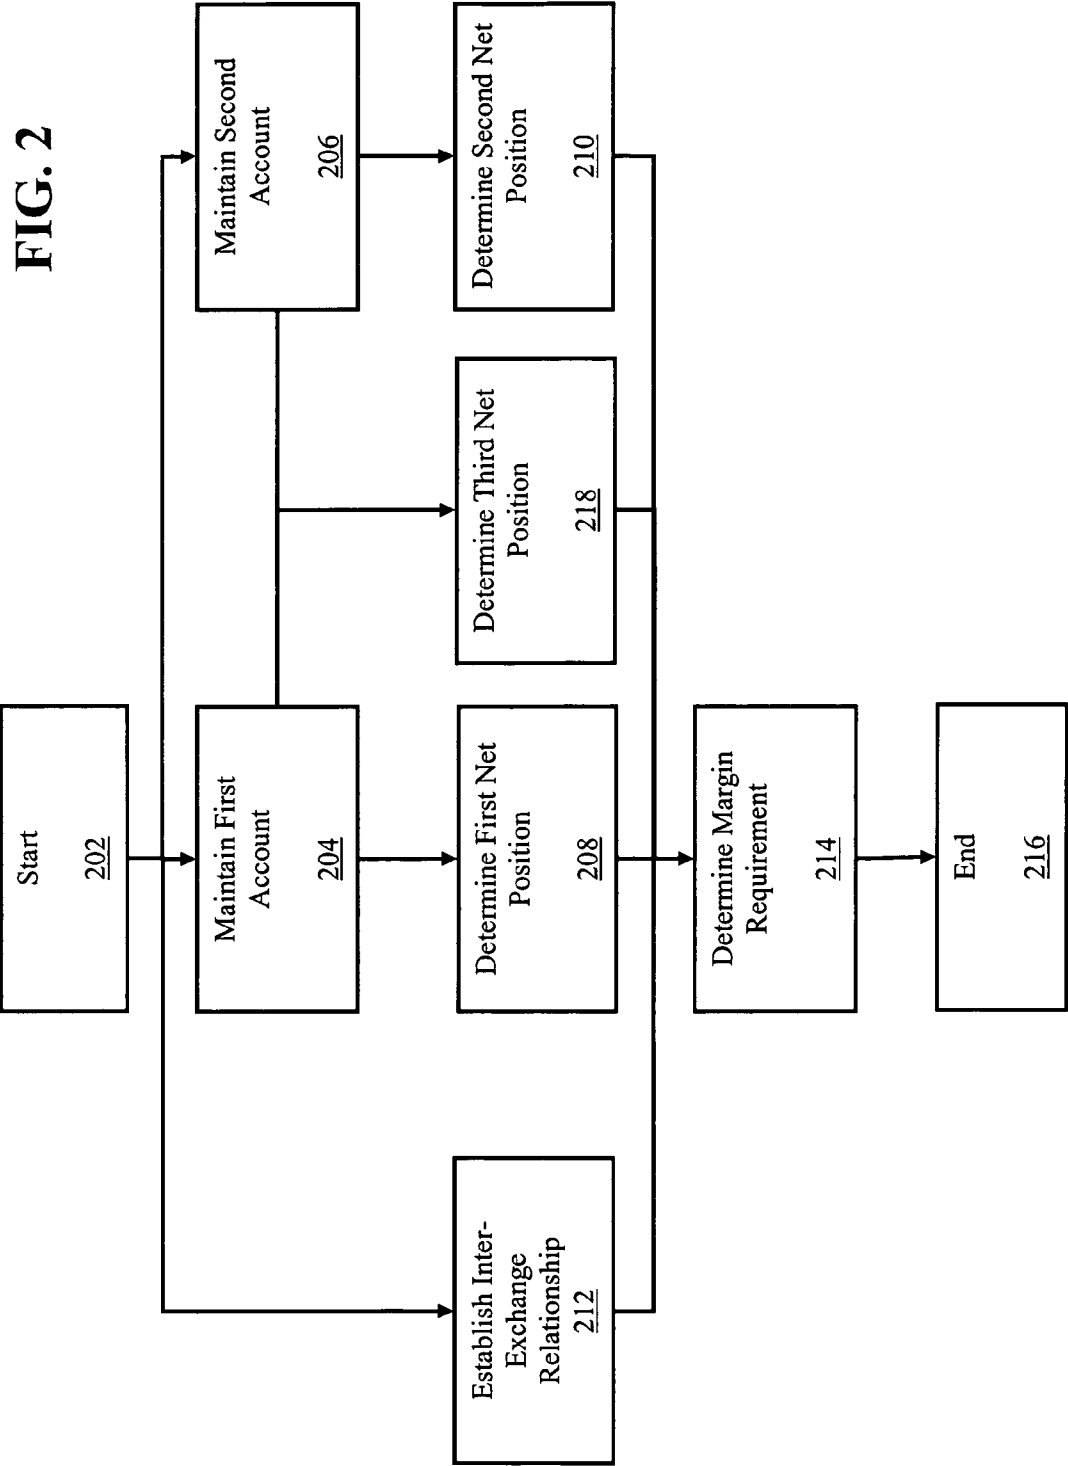 FIG. 2
Start
202
Maintain First
Account
204
Maintain Second
Account
206
Establish Inter-
Exchange
Relationship
212
Determine First Net
Position
208
Determine Third Net
Position
218
Determine Second Net
Position
210
Determine Margin
Requirement
214
End
216